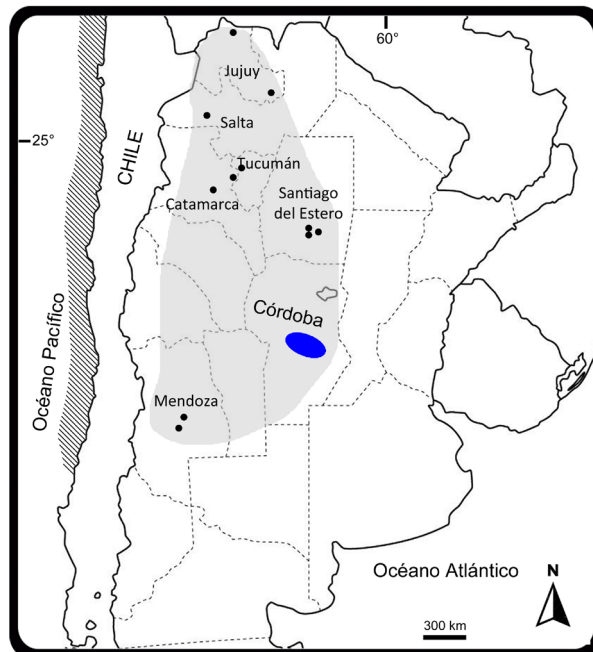 60°
Jujuy
Salta
25°
CHILE
Tucumán
Catamarca
Santiago
del Estero
Córdoba
Océano Pacífico
Mendoza
Océano Atlántico
N
300 km